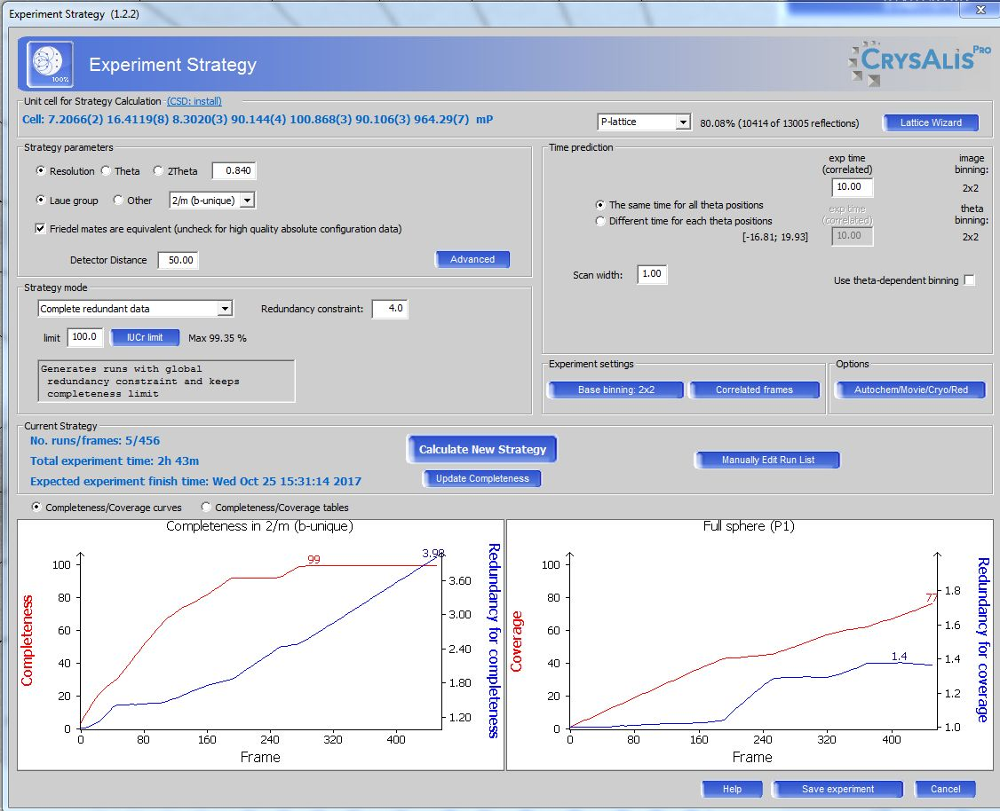 Experiment Strategy (1.2.2)
100%
Experiment Strategy
CRYSALIS PRO
Unit cell for Strategy Calculation (CSD: install)
Cell: 7.2066(2) 16.4119(8) 8.3020(3) 90.144(4) 100.868(3) 90.106(3) 964.29(7) mP
P-lattice
80.08% (10414 of 13005 reflections)
Lattice Wizard
Strategy parameters
Resolution Theta 2Theta 0.840
Laue group Other 2/m (b-unique)
Friedel mates are equivalent (uncheck for high quality absolute configuration data)
Detector Distance 50.00 Advanced
Time prediction
exp time
(correlated)
image
binning:
10.00
2x2
The same time for all theta positions
exp time
(correlated)
theta
binning:
Different time for each theta positions
[-16.81; 19.93] 10.00 2x2
Scan width: 1.00
Use theta-dependent binning
Strategy mode
Complete redundant data Redundancy constraint: 4.0
limit 100.0 IUCr limit Max 99.35 %
Generates runs with global
redundancy constraint and keeps
completeness limit
Experiment settings
Base binning: 2x2 Correlated frames
Options
Autochem/Movie/Cryo/Red
Current Strategy
No. runs/frames: 5/456
Total experiment time: 2h 43m
Expected experiment finish time: Wed Oct 25 15:31:14 2017
Calculate New Strategy
Update Completeness
Manually Edit Run List
Completeness/Coverage curves Completeness/Coverage tables
Completeness in 2/m (b-unique)
100
80
60
40
20
0
Completeness
99
3.98
3.60
3.00
2.40
1.80
1.20
Redundancy for completeness
0 80 160 240 320 400
Frame
Full sphere (P1)
100
80
60
40
20
0
Coverage
77
1.4
1.8
1.6
1.4
1.2
1.0
Redundancy for coverage
0 80 160 240 320 400
Frame
Help Save experiment Cancel